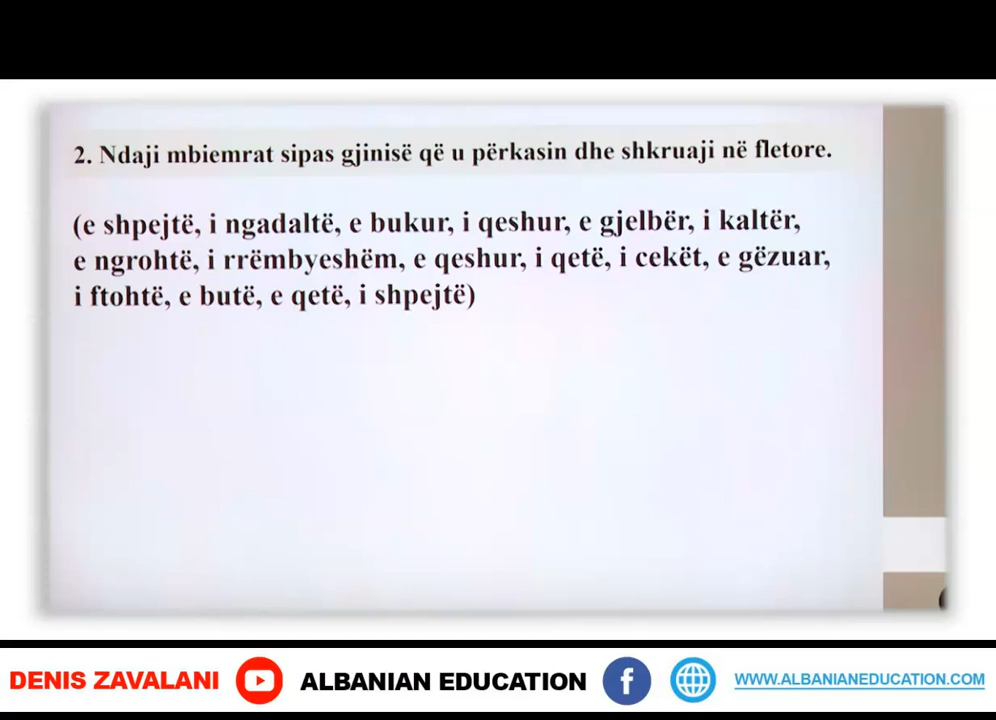 2. Ndaji mbiemrat sipas gjinisë që u përkasin dhe shkruaji në fletore.
(e shpejtë, i ngadaltë, e bukur, i qeshur, e gjelbër, i kaltër,
e ngrohtë, i rrëmbyeshëm, e qeshur, i qetë, i cekët, e gëzuar,
i ftohtë, e butë, e qetë, i shpejtë)
DENIS ZAVALANI ALBANIAN EDUCATION f WWW.ALBANIANEDUCATION.COM